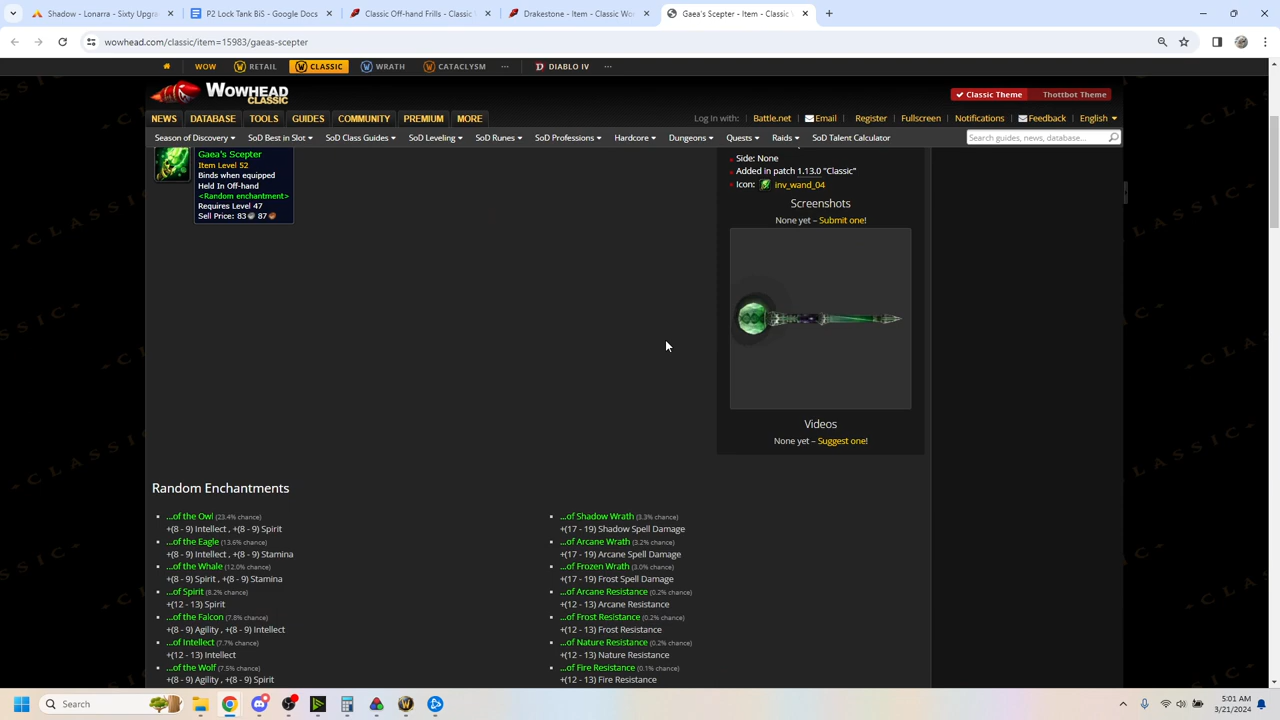 Shadow - Lonarra - Sixty Upgra
P2 Lock Tank BiS - Google Docs
Classic Off-hand Frills - Classic
Drakestone - Item - Classic Wo
Gaea's Scepter - Item - Classic
wowhead.com/classic/item=15983/gaeas-scepter
WOW RETAIL CLASSIC WRATH CATACLYSM ... DIABLO IV ...
WOWHEAD CLASSIC
Classic Theme Thottbot Theme
NEWS DATABASE TOOLS GUIDES COMMUNITY PREMIUM MORE
Log in with: Battle.net Email Register Fullscreen Notifications Feedback English
Season of Discovery SoD Best in Slot SoD Class Guides SoD Leveling SoD Runes SoD Professions Hardcore Dungeons Quests Raids SoD Talent Calculator
Search guides, news, database...
Gaea's Scepter
Item Level 52
Binds when equipped
Held In Off-hand
<Random enchantment>
Requires Level 47
Sell Price: 83 87
Side: None
Added in patch 1.13.0 "Classic"
Icon: inv_wand_04
Screenshots
None yet – Submit one!
Videos
None yet – Suggest one!
Random Enchantments
...of the Owl (23.4% chance)
+(8 - 9) Intellect , +(8 - 9) Spirit
...of the Eagle (13.6% chance)
+(8 - 9) Intellect , +(8 - 9) Stamina
...of the Whale (12.0% chance)
+(8 - 9) Spirit , +(8 - 9) Stamina
...of Spirit (8.2% chance)
+(12 - 13) Spirit
...of the Falcon (7.8% chance)
+(8 - 9) Agility , +(8 - 9) Intellect
...of Intellect (7.7% chance)
+(12 - 13) Intellect
...of the Wolf (7.5% chance)
+(8 - 9) Agility , +(8 - 9) Spirit
...of Shadow Wrath (3.3% chance)
+(17 - 19) Shadow Spell Damage
...of Arcane Wrath (3.2% chance)
+(17 - 19) Arcane Spell Damage
...of Frozen Wrath (3.0% chance)
+(17 - 19) Frost Spell Damage
...of Arcane Resistance (0.2% chance)
+(12 - 13) Arcane Resistance
...of Frost Resistance (0.2% chance)
+(12 - 13) Frost Resistance
...of Nature Resistance (0.2% chance)
+(12 - 13) Nature Resistance
...of Fire Resistance (0.1% chance)
+(12 - 13) Fire Resistance
CLASSIC
CLASSIC
Search
5:01 AM
3/21/2024